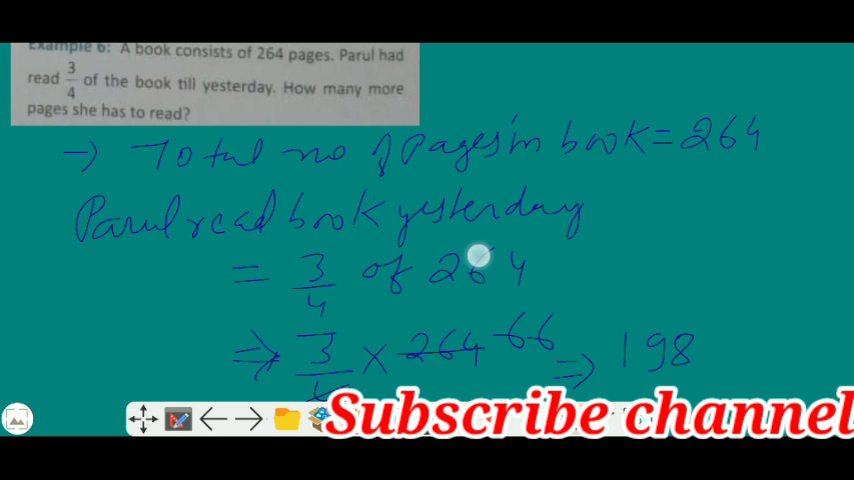 Example 6: A book consists of 264 pages. Parul had
read 3/4 of the book till yesterday. How many more
pages she has to read?
→ Total no of Pages in book = 264
Parul read book yesterday
= 3/4 of 264
⇒ 3/4 × 264 66 ⇒ 198
Subscribe channel